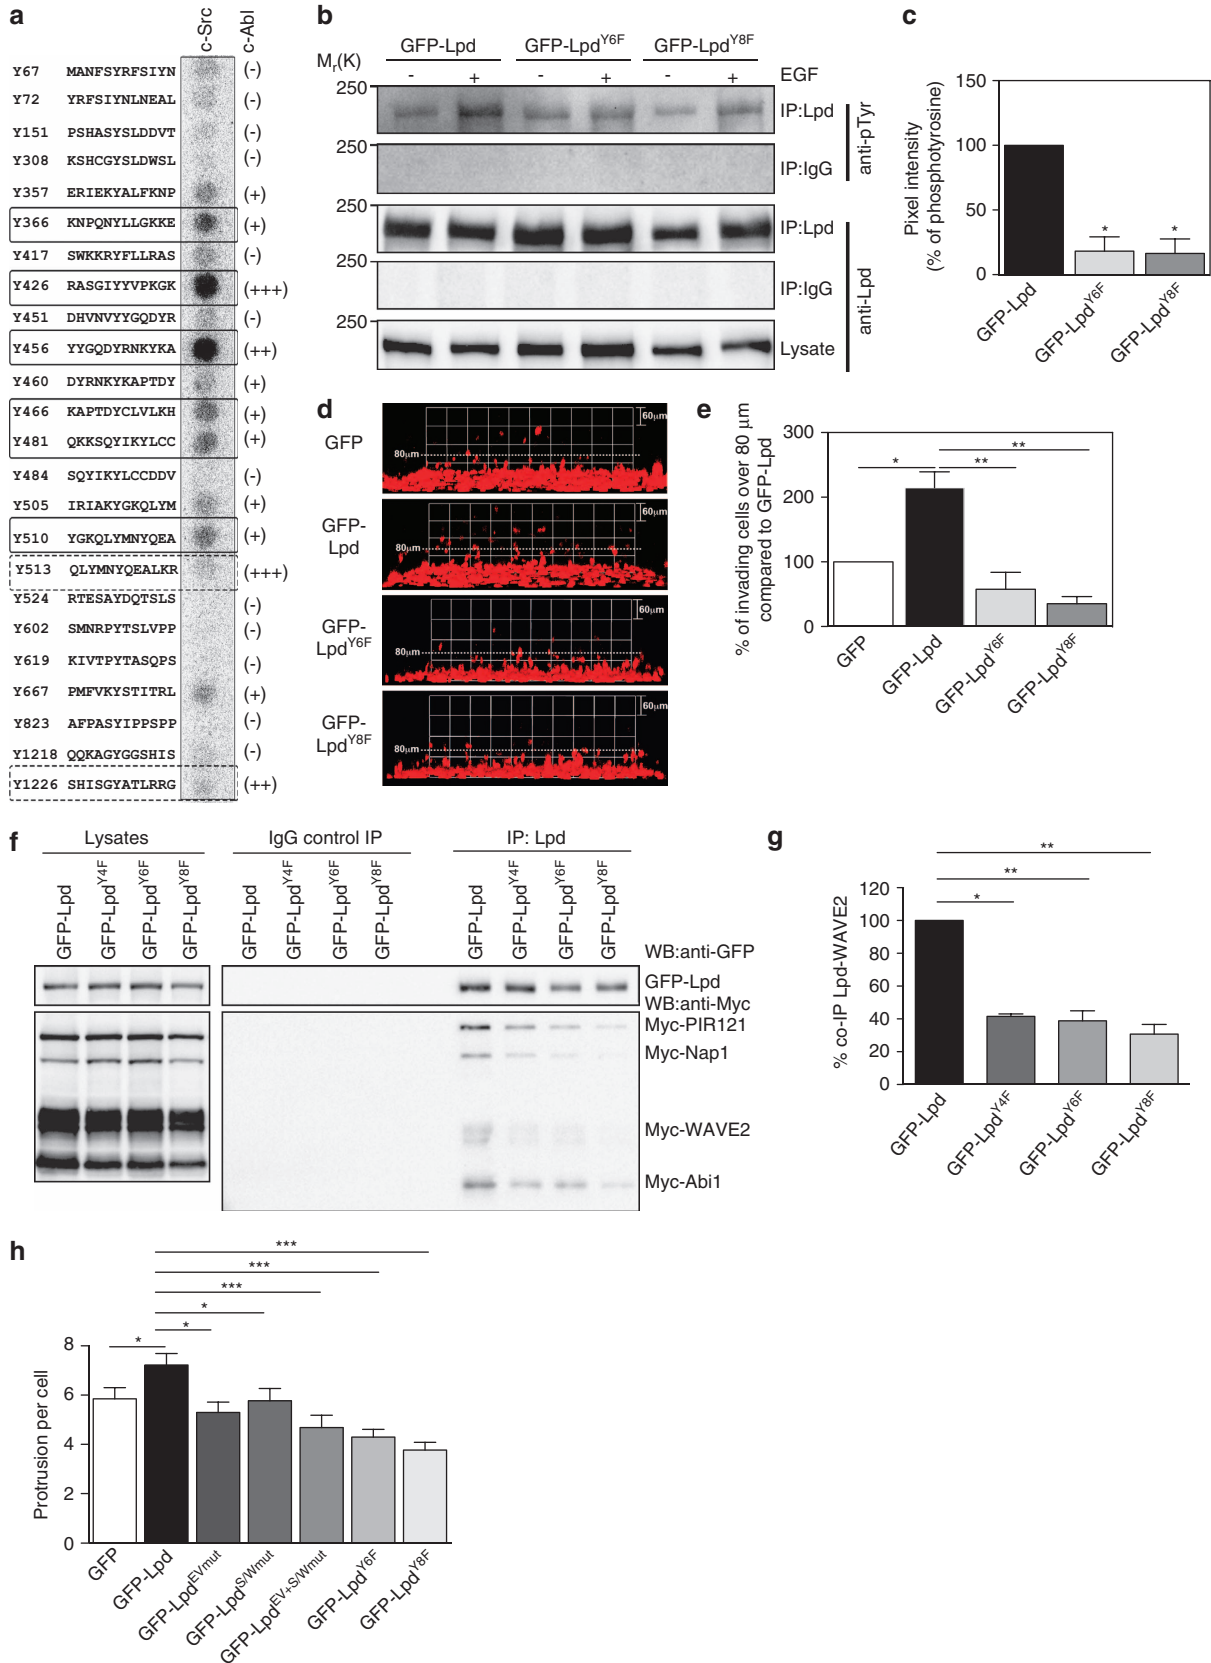 a
c-Src
c-Abl
Y67 MANFSYRFSIYN (-)
Y72 YRFSIYNLNEAL (-)
Y151 PSHASYSLDDVT (-)
Y308 KSHCGYSLDWSL (-)
Y357 ERIEKYALFKNP (+)
Y366 KNPQNYLLGKKE (+)
Y417 SWKKRYFLLRAS (-)
Y426 RASGIYYVPKGK (+++)
Y451 DHVNVYYGQDYR (-)
Y456 YYGQDYRNKYKA (++)
Y460 DYRNKYKAPTDY (+)
Y466 KAPTDYCLVLKH (+)
Y481 QKKSQYIKYLCC (+)
Y484 SQYIKYLCCDDV (-)
Y505 IRIAKYGKQLYM (+)
Y510 YGKQLYMNYQEA (+)
Y513 QLYMNYQEALKR (+++)
Y524 RTESAYDQTSLS (-)
Y602 SMNRPYTSLVPP (-)
Y619 KIVTPYTASQPS (-)
Y667 PMFVKYSTITRL (+)
Y823 AFPASYIPPSPP (-)
Y1218 QQKAGYGGSHIS (-)
Y1226 SHISGYATLRRG (++)
b
GFP-Lpd GFP-LpdY6F GFP-LpdY8F
Mr(K)
- + - + - + EGF
250 IP:Lpd
250 IP:IgG
anti-pTyr
250 IP:Lpd
250 IP:IgG
250 Lysate
anti-Lpd
c
Pixel intensity
(% of phosphotyrosine)
150
100
50
0
* *
GFP-Lpd
GFP-LpdY6F
GFP-LpdY8F
d
GFP
60µm
80µm
GFP-
Lpd
60µm
80µm
GFP-
LpdY6F
60µm
80µm
GFP-
LpdY8F
60µm
80µm
e
% of invading cells over 80 µm
compared to GFP-Lpd
300
200
100
0
**
* **
GFP
GFP-Lpd
GFP-LpdY6F
GFP-LpdY8F
f
Lysates IgG control IP IP: Lpd
GFP-Lpd GFP-LpdY4F GFP-LpdY6F GFP-LpdY8F
GFP-Lpd GFP-LpdY4F GFP-LpdY6F GFP-LpdY8F
GFP-Lpd GFP-LpdY4F GFP-LpdY6F GFP-LpdY8F
WB:anti-GFP
GFP-Lpd
WB:anti-Myc
Myc-PIR121
Myc-Nap1
Myc-WAVE2
Myc-Abi1
g
% co-IP Lpd-WAVE2
**
**
*
120
100
80
60
40
20
0
GFP-Lpd
GFP-LpdY4F
GFP-LpdY6F
GFP-LpdY8F
h
***
***
***
*
*
*
Protrusion per cell
8
6
4
2
0
GFP
GFP-Lpd
GFP-LpdEVmut
GFP-LpdS/Wmut
GFP-LpdEV+S/Wmut
GFP-LpdY6F
GFP-LpdY8F